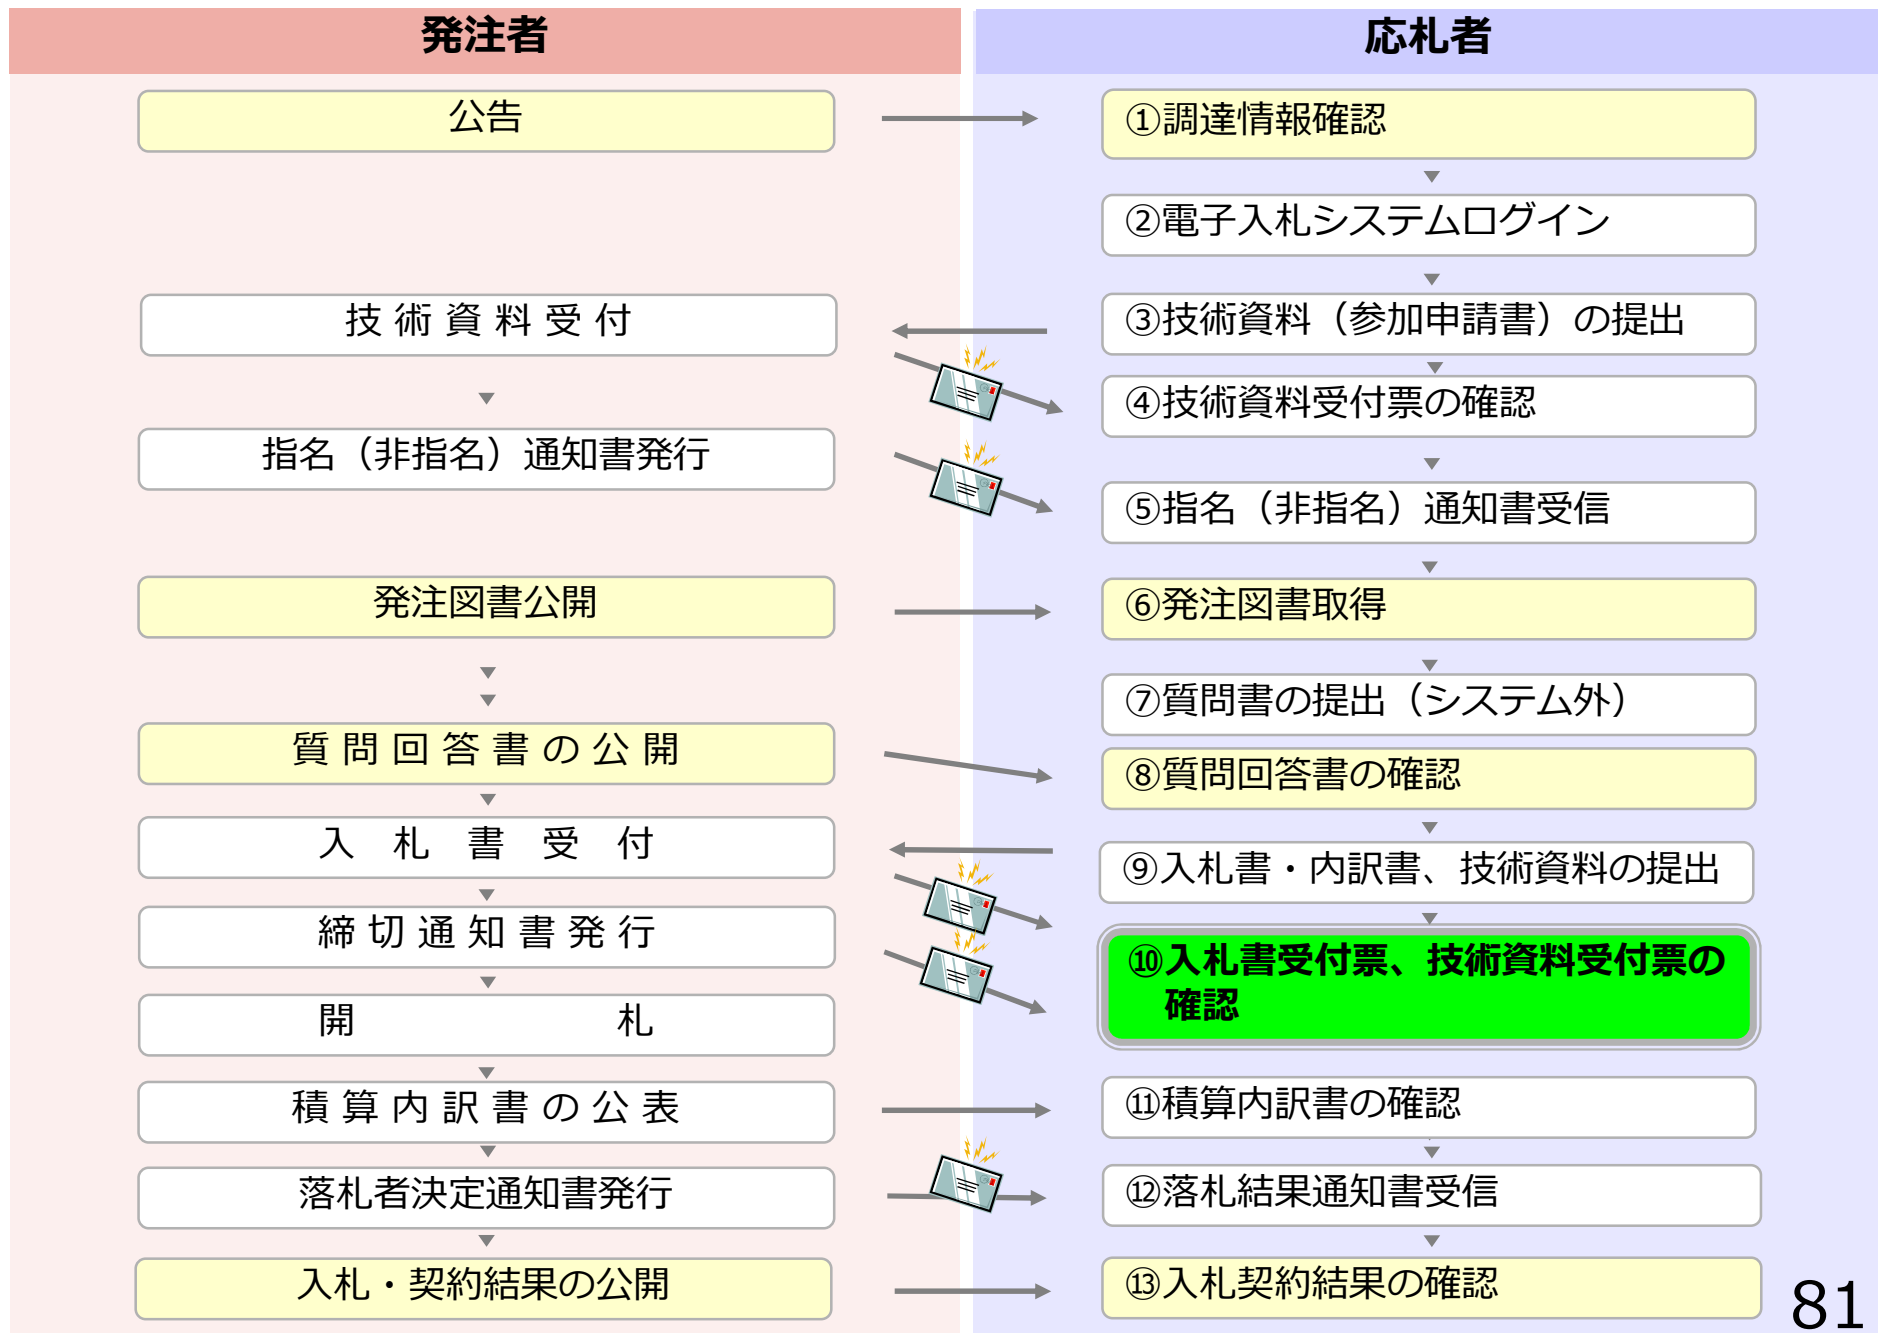 発注者
公告
技術資料受付
指名（非指名）通知書発行
発注図書公開
質問回答書の公開
入札書受付
締切通知書発行
開札
積算内訳書の公表
落札者決定通知書発行
入札・契約結果の公開
応札者
①調達情報確認
②電子入札システムログイン
③技術資料（参加申請書）の提出
④技術資料受付票の確認
⑤指名（非指名）通知書受信
⑥発注図書取得
⑦質問書の提出（システム外）
⑧質問回答書の確認
⑨入札書・内訳書、技術資料の提出
⑩入札書受付票、技術資料受付票の
確認
⑪積算内訳書の確認
⑫落札結果通知書受信
⑬入札契約結果の確認
81